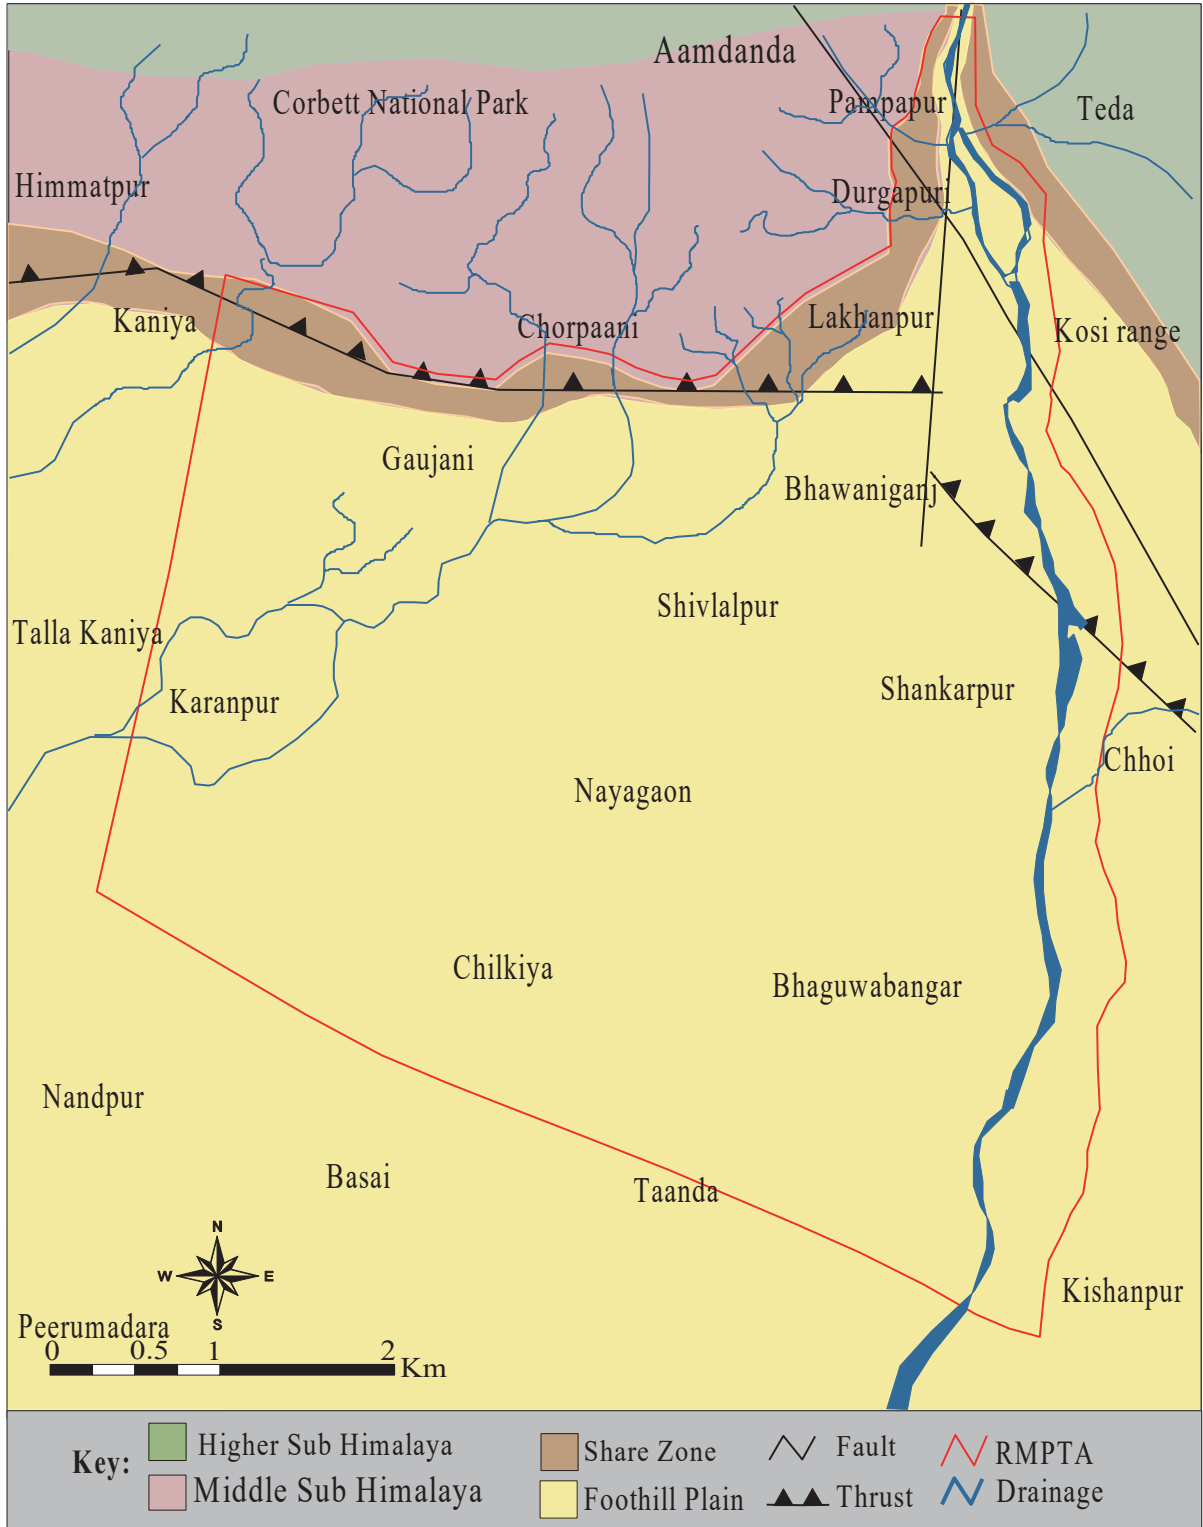 Aamdanda
Corbett National Park
Pampapur
Teda
Himmatpur
Durgapuri
Kaniya
Chorpaani
Lakhanpur
Kosi range
Gaujani
Bhawaniganj
Shivlalpur
Talla Kaniya
Karanpur
Shankarpur
Chhoi
Nayagaon
Chilkiya
Bhaguwabangar
Nandpur
Basai
Taanda
N
W E
S
Kishanpur
Peerumadara
0 0.5 1 2
Km
Key:
Higher Sub Himalaya
Middle Sub Himalaya
Share Zone
Foothill Plain
Fault
Thrust
RMPTA
Drainage